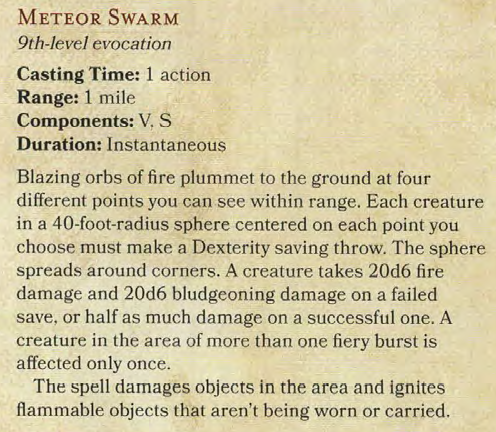 METEOR SWARM
9th-level evocation
Casting Time: 1 action
Range: 1 mile
Components: V, S
Duration: Instantaneous
Blazing orbs of fire plummet to the ground at four
different points you can see within range. Each creature
in a 40-foot-radius sphere centered on each point you
choose must make a Dexterity saving throw. The sphere
spreads around corners. A creature takes 20d6 fire
damage and 20d6 bludgeoning damage on a failed
save, or half as much damage on a successful one. A
creature in the area of more than one fiery burst is
affected only once.
The spell damages objects in the area and ignites
flammable objects that aren't being worn or carried.